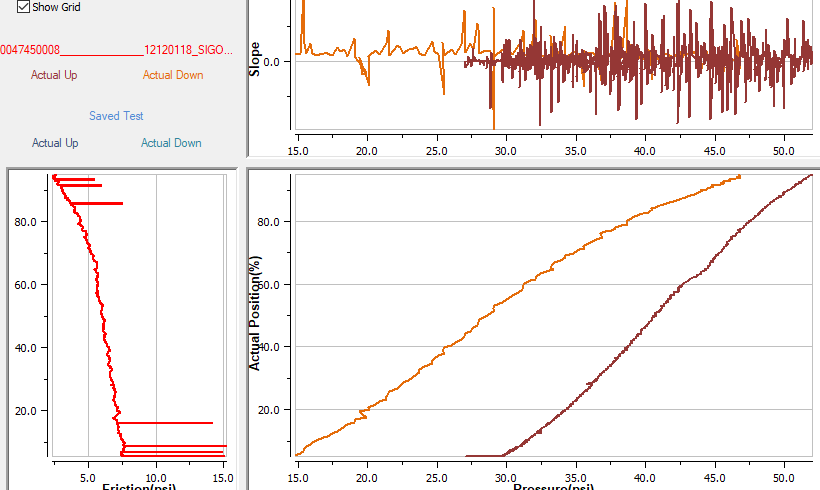 Show Grid
0047450008____________12120118_SIGO...
Actual Up Actual Down
Saved Test
Actual Up Actual Down
Slope
0.0
15.0 20.0 25.0 30.0 35.0 40.0 45.0 50.0
80.0
60.0
40.0
20.0
5.0 10.0 15.0
Friction(psi)
Actual Position(%)
80.0
60.0
40.0
20.0
15.0 20.0 25.0 30.0 35.0 40.0 45.0 50.0
Pressure(psi)